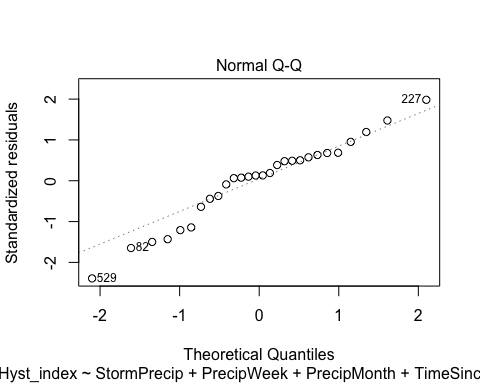 Normal Q-Q
Standardized residuals
2
1
0
-1
-2
227
82
529
-2 -1 0 1 2
Theoretical Quantiles
Hyst_index ~ StormPrecip + PrecipWeek + PrecipMonth + TimeSinc